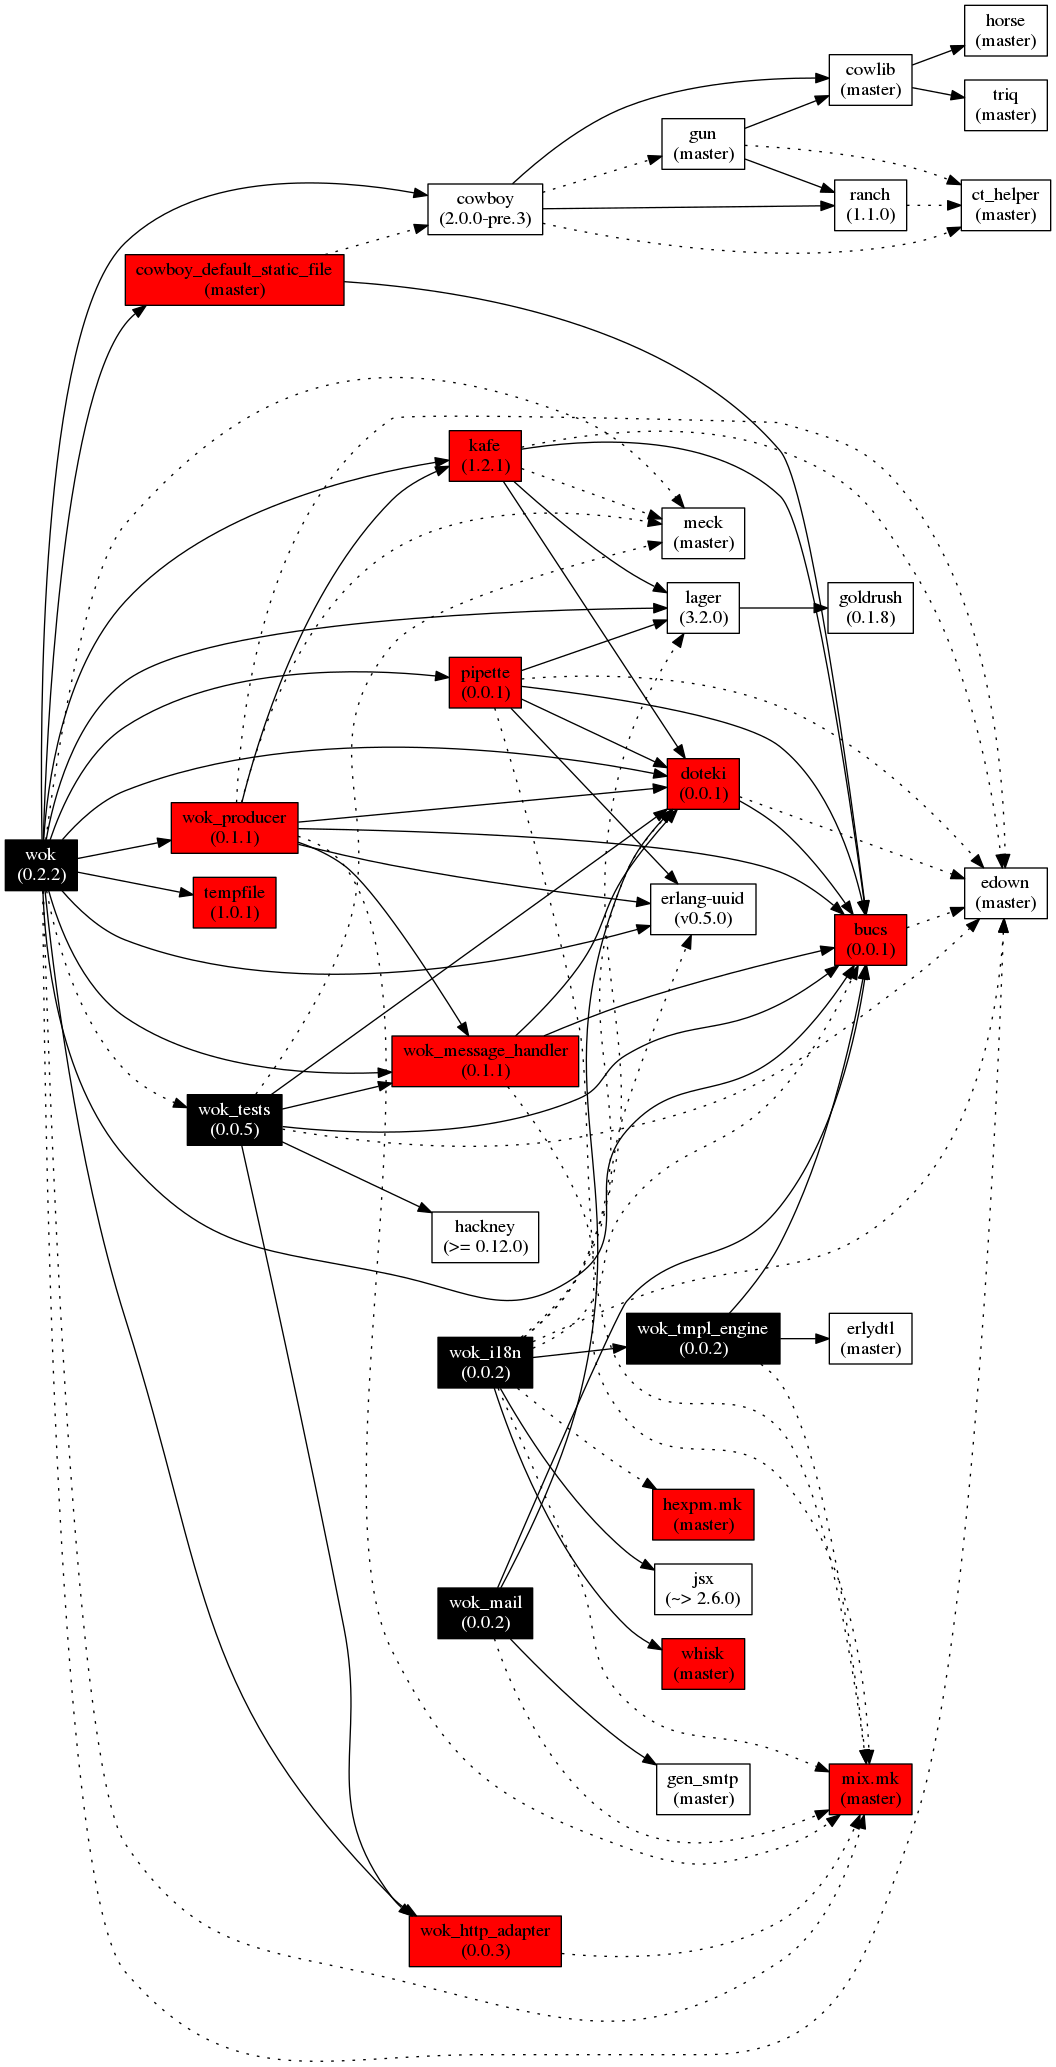 horse
(master)
cowlib
(master)
triq
(master)
gun
(master)
ranch
(1.1.0)
ct_helper
(master)
cowboy
(2.0.0-pre.3)
cowboy_default_static_file
(master)
kafe
(1.2.1)
meck
(master)
lager
(3.2.0)
goldrush
(0.1.8)
pipette
(0.0.1)
doteki
(0.0.1)
wok_producer
(0.1.1)
wok
(0.2.2)
tempfile
(1.0.1)
erlang-uuid
(v0.5.0)
edown
(master)
bucs
(0.0.1)
wok_message_handler
(0.1.1)
wok_tests
(0.0.5)
hackney
(>= 0.12.0)
wok_tmpl_engine
(0.0.2)
erlydtl
(master)
wok_i18n
(0.0.2)
hexpm.mk
(master)
jsx
(~> 2.6.0)
wok_mail
(0.0.2)
whisk
(master)
gen_smtp
(master)
mix.mk
(master)
wok_http_adapter
(0.0.3)